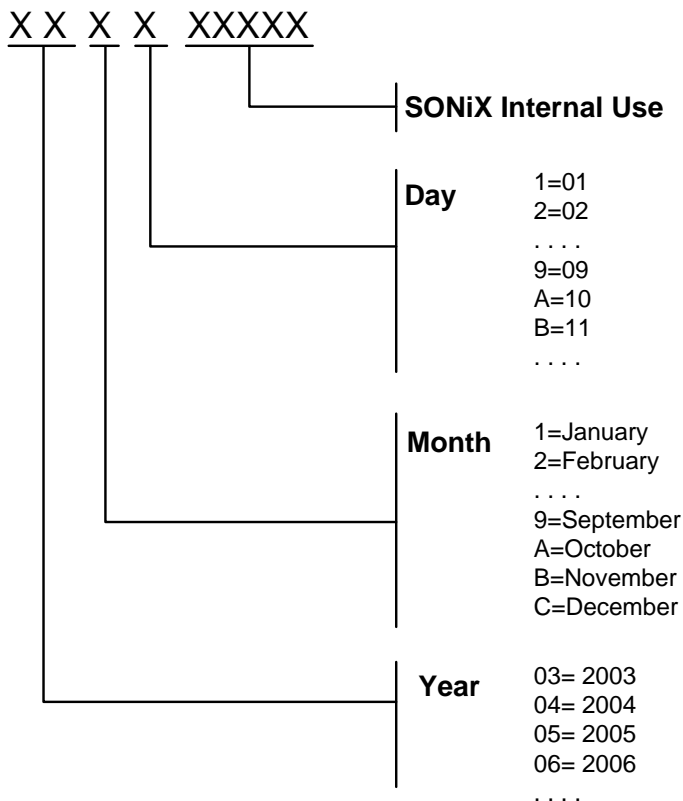 X X X X XXXXX
SONiX Internal Use
Day
1=01
2=02
. . . .
9=09
A=10
B=11
. . . .
Month
1=January
2=February
. . . .
9=September
A=October
B=November
C=December
Year
03= 2003
04= 2004
05= 2005
06= 2006
. . . .